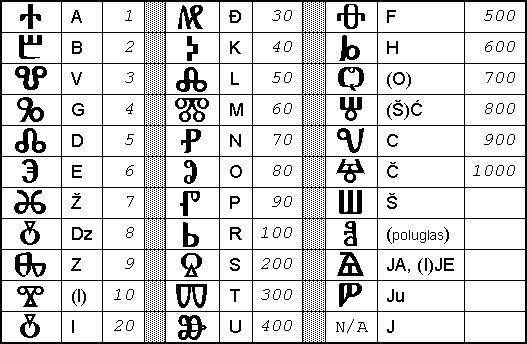 Ⰰ A 1 Ⰼ Đ 30 Ⱇ F 500
Ⰱ B 2 Ⰽ K 40 Ⱈ H 600
Ⰲ V 3 Ⰾ L 50 Ⱉ (O) 700
Ⰳ G 4 Ⰿ M 60 Ⱋ (Š)Ć 800
Ⰴ D 5 Ⱀ N 70 Ⱌ C 900
Ⰵ E 6 Ⱁ O 80 Ⱍ Č 1000
Ⰶ Ž 7 Ⱂ P 90 Ⱎ Š
Ⰷ Dz 8 Ⱃ R 100 Ⱏ (poluglas)
Ⰸ Z 9 Ⱄ S 200 Ⱑ JA, (I)JE
Ⰺ (I) 10 Ⱅ T 300 Ⱓ Ju
Ⰻ I 20 Ⱆ U 400 N/A J